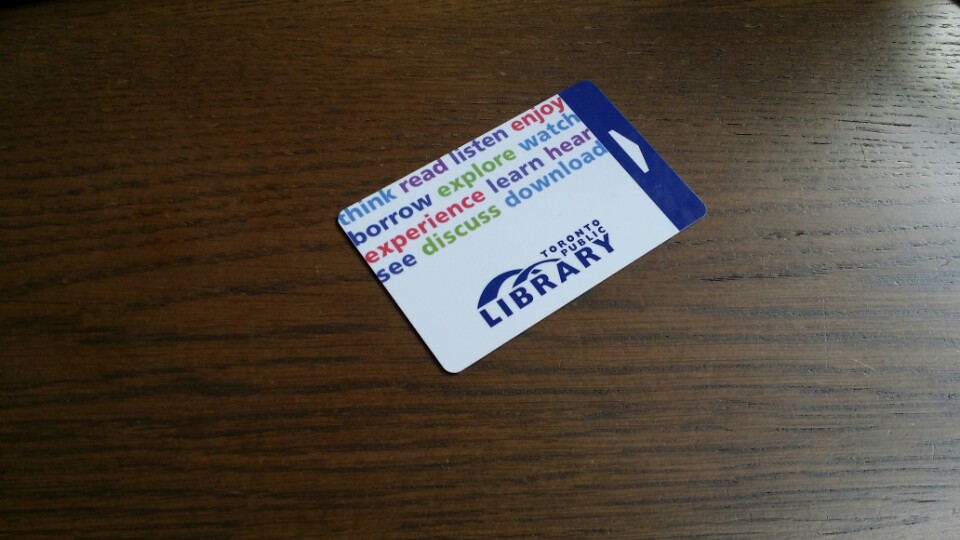 think read listen enjoy
borrow explore watch
experience learn hear
see discuss download
TORONTO
PUBLIC
LIBRARY